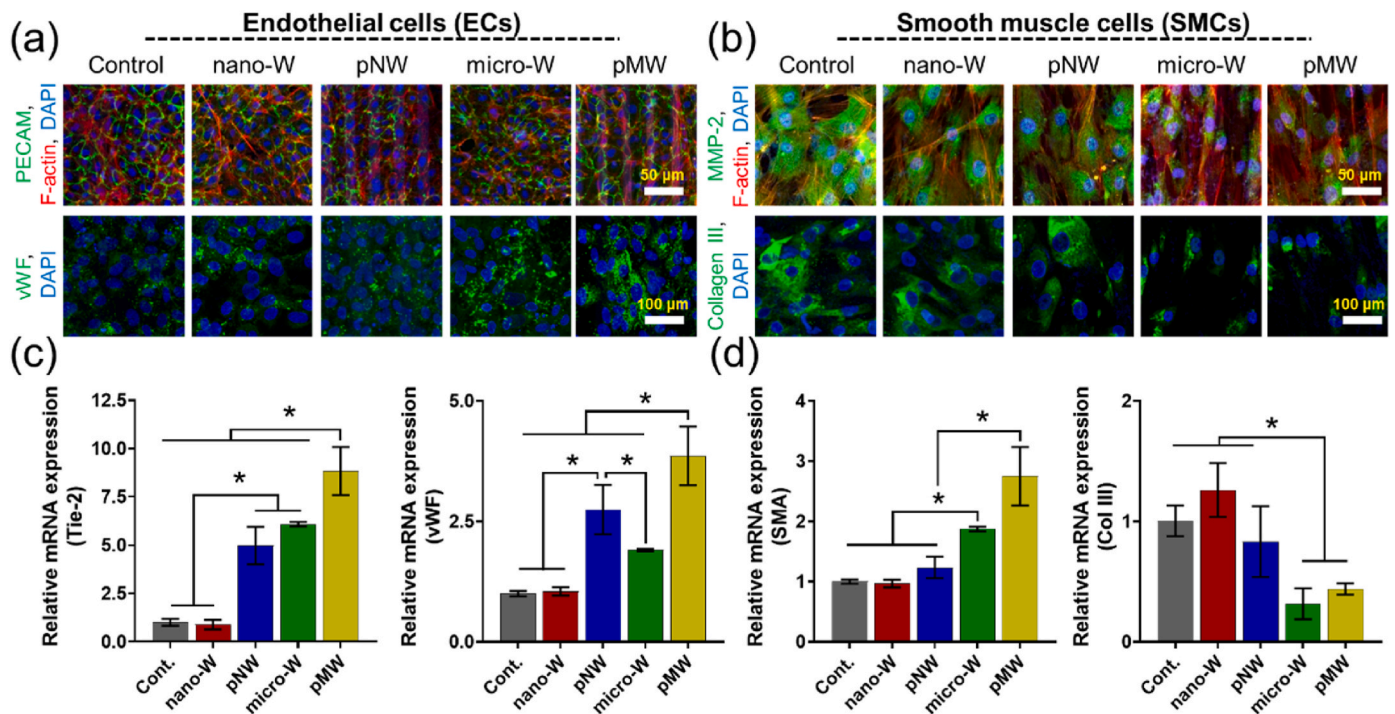 (a)
Endothelial cells (ECs)
Control nano-W pNW micro-W pMW
PECAM,
F-actin, DAPI
50 µm
vWF,
DAPI
100 µm
(b)
Smooth muscle cells (SMCs)
Control nano-W pNW micro-W pMW
MMP-2,
F-actin, DAPI
50 µm
Collagen III,
DAPI
100 µm
(c)
Relative mRNA expression
(Tie-2)
12.5
10.0
7.5
5.0
2.5
0.0
* *
Cont. nano-W pNW micro-W pMW
Relative mRNA expression
(vWF)
5.0
2.5
0.0
* * *
Cont. nano-W pNW micro-W pMW
(d)
Relative mRNA expression
(SMA)
4
3
2
1
0
* *
Cont. nano-W pNW micro-W pMW
Relative mRNA expression
(Col III)
2
1
0
*
Cont. nano-W pNW micro-W pMW